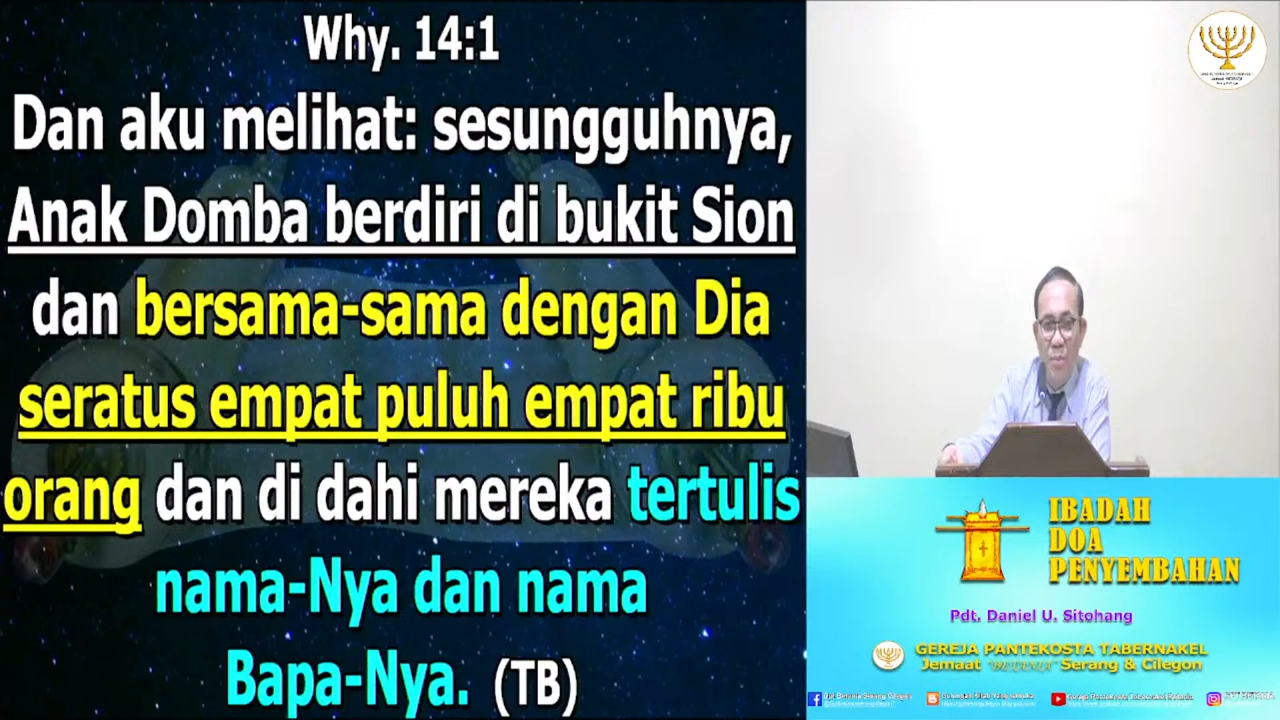 Why. 14:1
Dan aku melihat: sesungguhnya,
Anak Domba berdiri di bukit Sion
dan bersama-sama dengan Dia
seratus empat puluh empat ribu
orang dan di dahi mereka tertulis
nama-Nya dan nama
Bapa-Nya. (TB)
IBADAH
DOA
PENYEMBAHAN
Pdt. Daniel U. Sitohang
GEREJA PANTEKOSTA TABERNAKEL
Jemaat "BETANIA" Serang & Cilegon